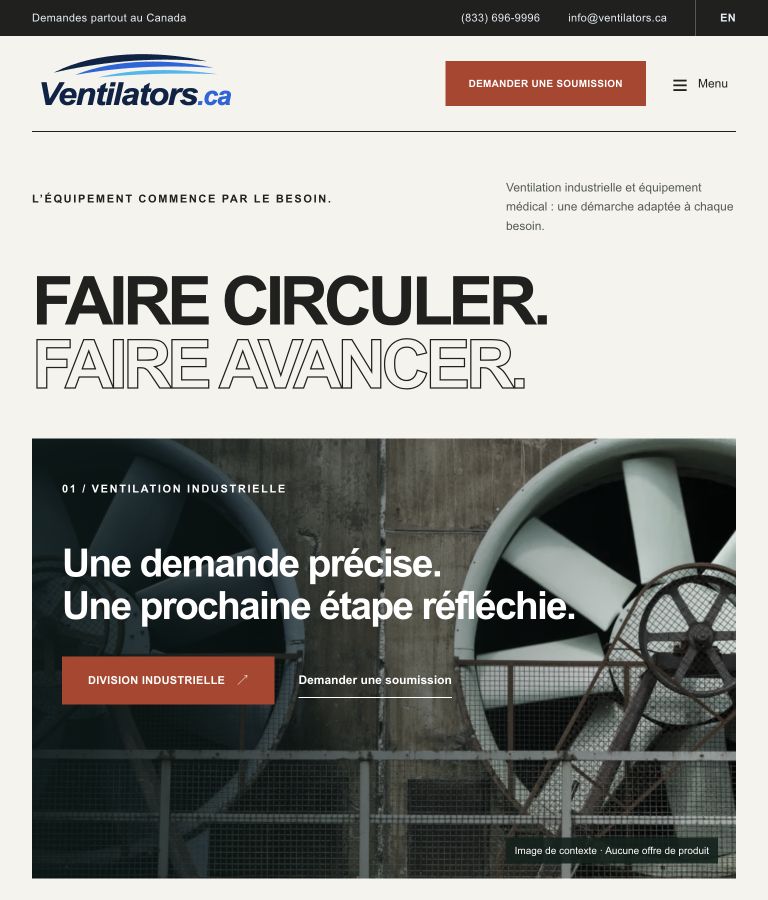 Demandes partout au Canada
(833) 696-9996
info@ventilators.ca
EN
Ventilators.ca
DEMANDER UNE SOUMISSION
Menu
L’ÉQUIPEMENT COMMENCE PAR LE BESOIN.
Ventilation industrielle et équipement
médical : une démarche adaptée à chaque
besoin.
FAIRE CIRCULER.
FAIRE AVANCER.
01 / VENTILATION INDUSTRIELLE
Une demande précise.
Une prochaine étape réfléchie.
DIVISION INDUSTRIELLE ↗
Demander une soumission
Image de contexte · Aucune offre de produit